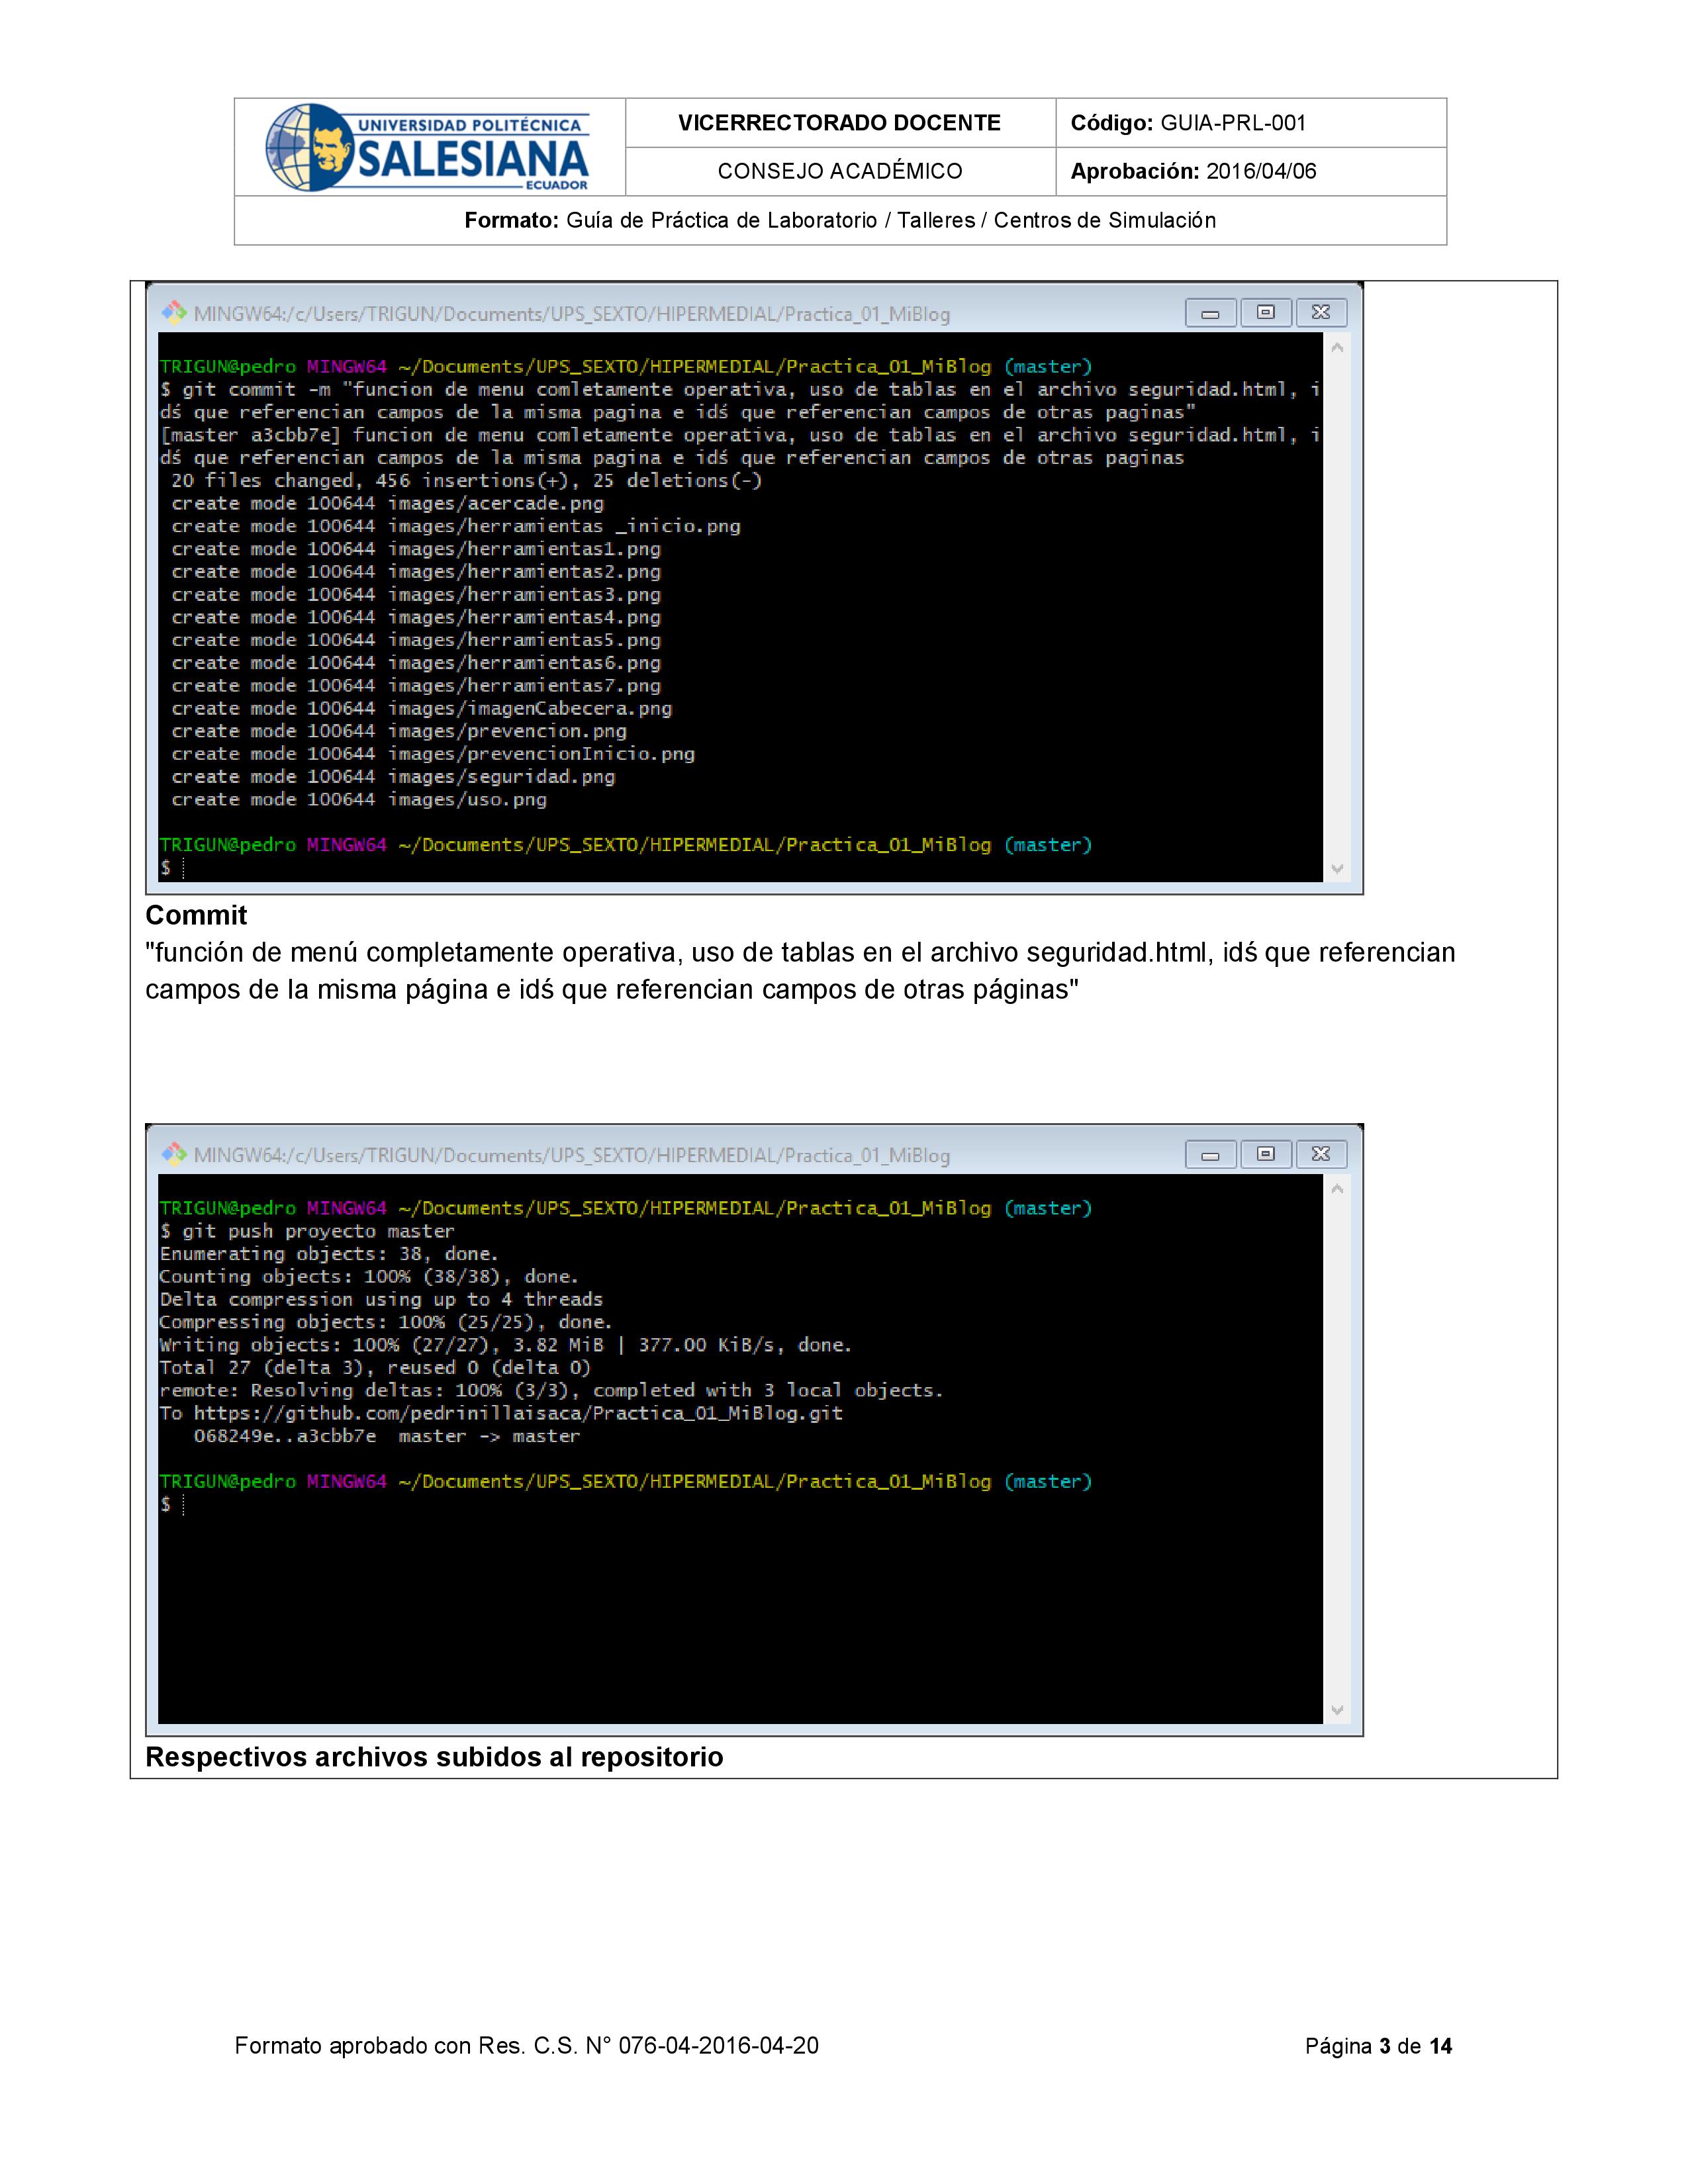 UNIVERSIDAD POLITÉCNICA
SALESIANA
ECUADOR
VICERRECTORADO DOCENTE
Código: GUIA-PRL-001
CONSEJO ACADÉMICO
Aprobación: 2016/04/06
Formato: Guía de Práctica de Laboratorio / Talleres / Centros de Simulación
MINGW64:/c/Users/TRIGUN/Documents/UPS_SEXTO/HIPERMEDIAL/Practica_01_MiBlog
TRIGUN@pedro MINGW64 ~/Documents/UPS_SEXTO/HIPERMEDIAL/Practica_01_MiBlog (master)
$ git commit -m "funcion de menu comletamente operativa, uso de tablas en el archivo seguridad.html, i
dś que referencian campos de la misma pagina e idś que referencian campos de otras paginas"
[master a3cbb7e] funcion de menu comletamente operativa, uso de tablas en el archivo seguridad.html, i
dś que referencian campos de la misma pagina e idś que referencian campos de otras paginas
20 files changed, 456 insertions(+), 25 deletions(-)
create mode 100644 images/acercade.png
create mode 100644 images/herramientas _inicio.png
create mode 100644 images/herramientas1.png
create mode 100644 images/herramientas2.png
create mode 100644 images/herramientas3.png
create mode 100644 images/herramientas4.png
create mode 100644 images/herramientas5.png
create mode 100644 images/herramientas6.png
create mode 100644 images/herramientas7.png
create mode 100644 images/imagenCabecera.png
create mode 100644 images/prevencion.png
create mode 100644 images/prevencionInicio.png
create mode 100644 images/seguridad.png
create mode 100644 images/uso.png
TRIGUN@pedro MINGW64 ~/Documents/UPS_SEXTO/HIPERMEDIAL/Practica_01_MiBlog (master)
$
Commit
"función de menú completamente operativa, uso de tablas en el archivo seguridad.html, idś que referencian
campos de la misma página e idś que referencian campos de otras páginas"
MINGW64:/c/Users/TRIGUN/Documents/UPS_SEXTO/HIPERMEDIAL/Practica_01_MiBlog
TRIGUN@pedro MINGW64 ~/Documents/UPS_SEXTO/HIPERMEDIAL/Practica_01_MiBlog (master)
$ git push proyecto master
Enumerating objects: 38, done.
Counting objects: 100% (38/38), done.
Delta compression using up to 4 threads
Compressing objects: 100% (25/25), done.
Writing objects: 100% (27/27), 3.82 MiB | 377.00 KiB/s, done.
Total 27 (delta 3), reused 0 (delta 0)
remote: Resolving deltas: 100% (3/3), completed with 3 local objects.
To https://github.com/pedrinillaisaca/Practica_01_MiBlog.git
068249e..a3cbb7e master -> master
TRIGUN@pedro MINGW64 ~/Documents/UPS_SEXTO/HIPERMEDIAL/Practica_01_MiBlog (master)
$
Respectivos archivos subidos al repositorio
Formato aprobado con Res. C.S. N° 076-04-2016-04-20
Página 3 de 14